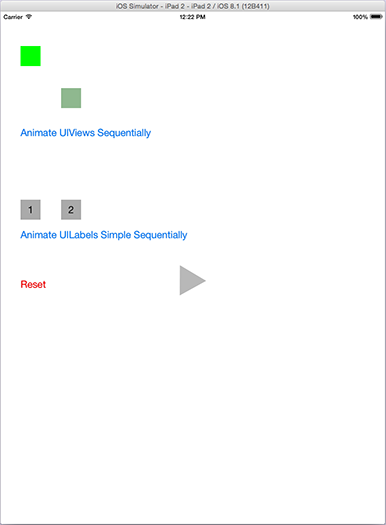 iOS Simulator - iPad 2 - iPad 2 / iOS 8.1 (12B411)
Carrier 12:22 PM 100%
Animate UIViews Sequentially
1 2
Animate UILabels Simple Sequentially
Reset